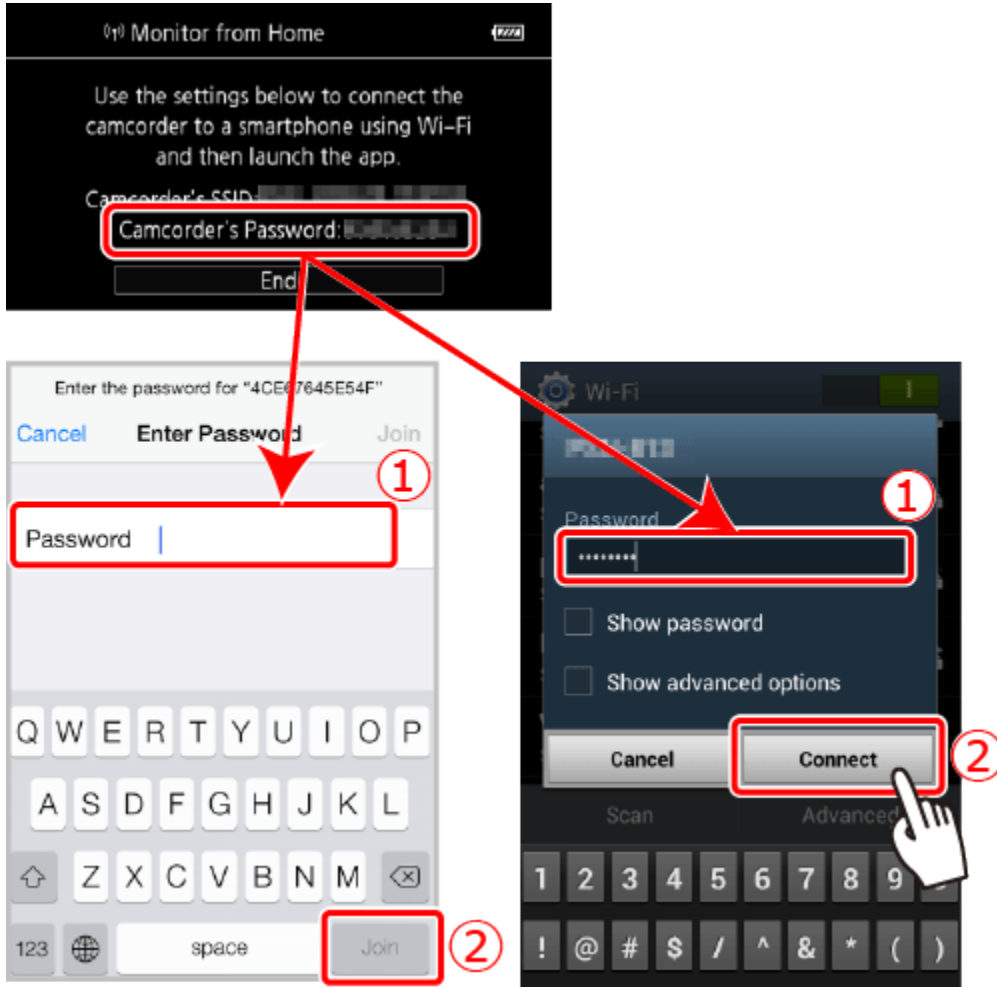 Monitor from Home
Use the settings below to connect the
camcorder to a smartphone using Wi-Fi
and then launch the app.
Camcorder's SSID:
Camcorder's Password:
End
Enter the password for "4CE67645E54F"
Cancel Enter Password Join
①
Password
Q W E R T Y U I O P
A S D F G H J K L
Z X C V B N M
123 space Join
②
Wi-Fi
①
Password
••••••••
Show password
Show advanced options
Cancel Connect
②
Scan Advanced
1 2 3 4 5 6 7 8 9
! @ # $ / ^ & * ( )